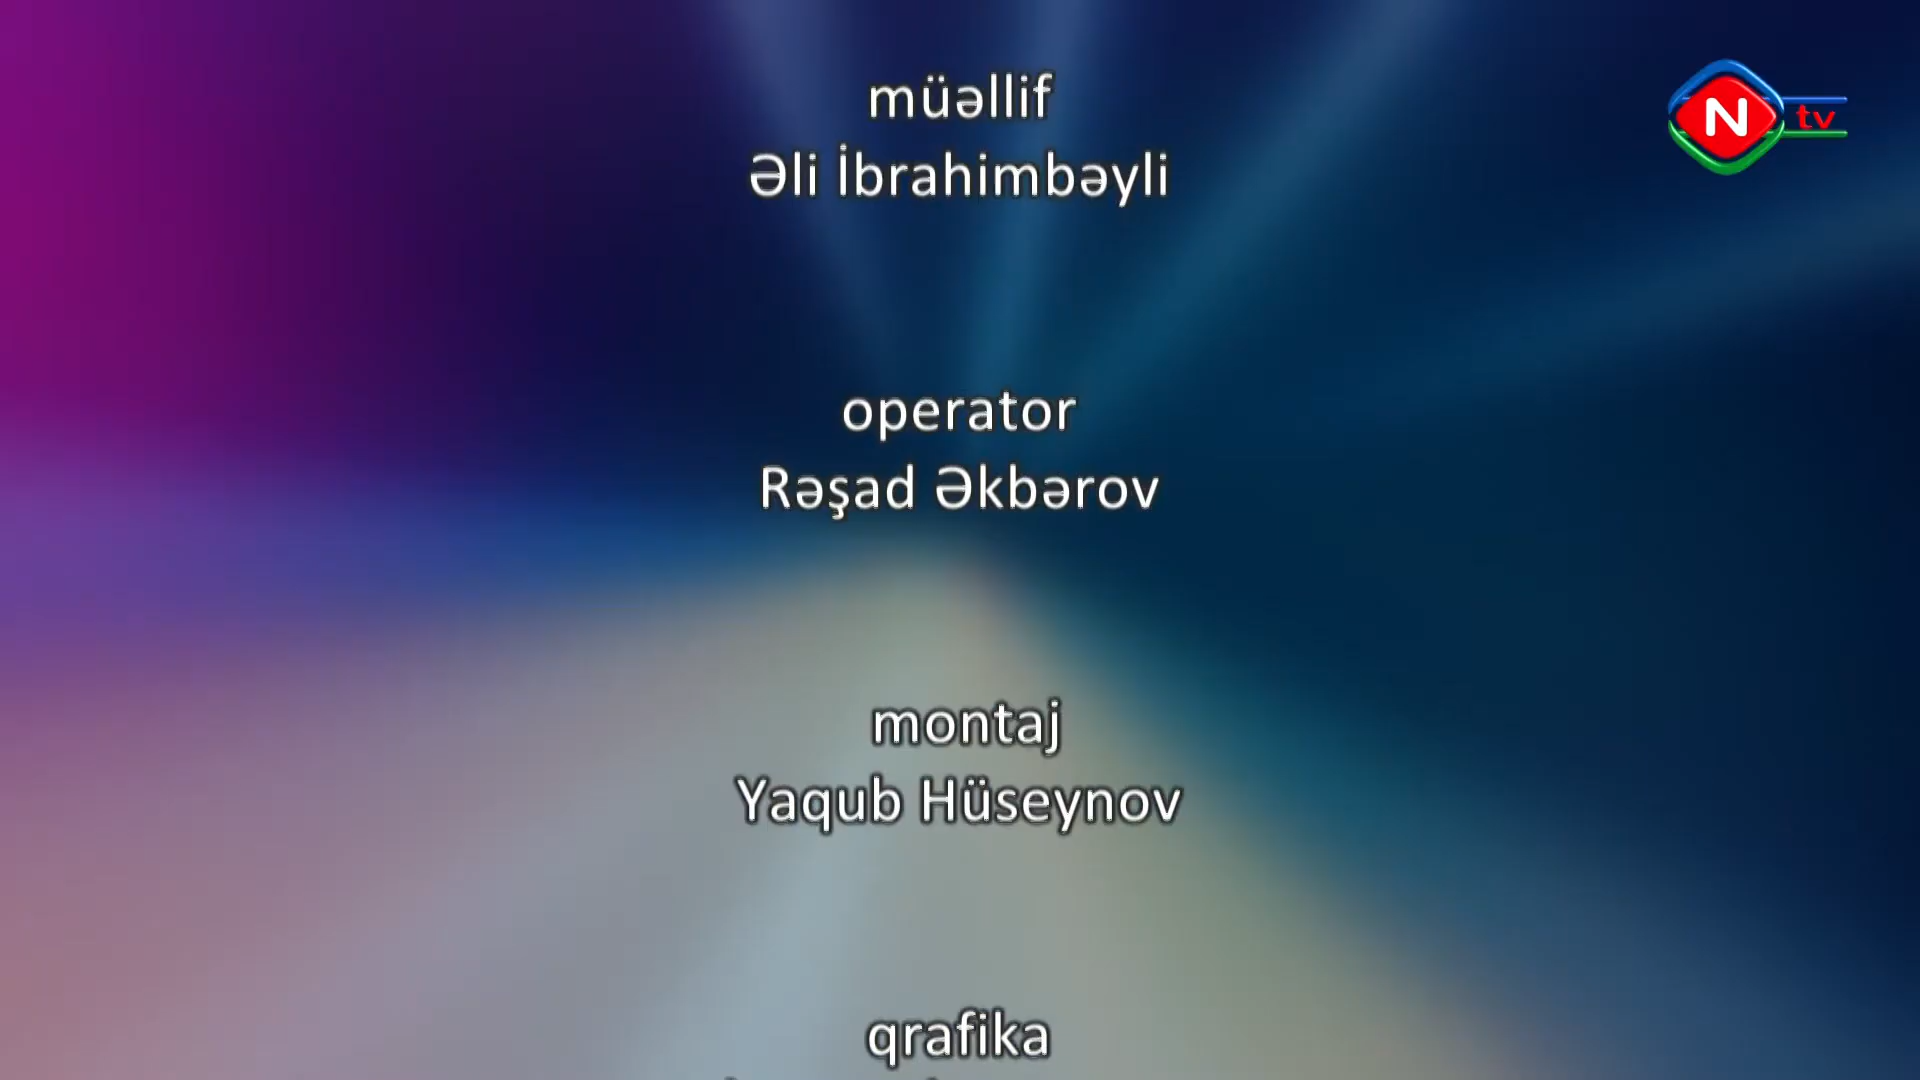 müəllif
Əli İbrahimbəyli
N tv
operator
Rəşad Əkbərov
montaj
Yaqub Hüseynov
qrafika